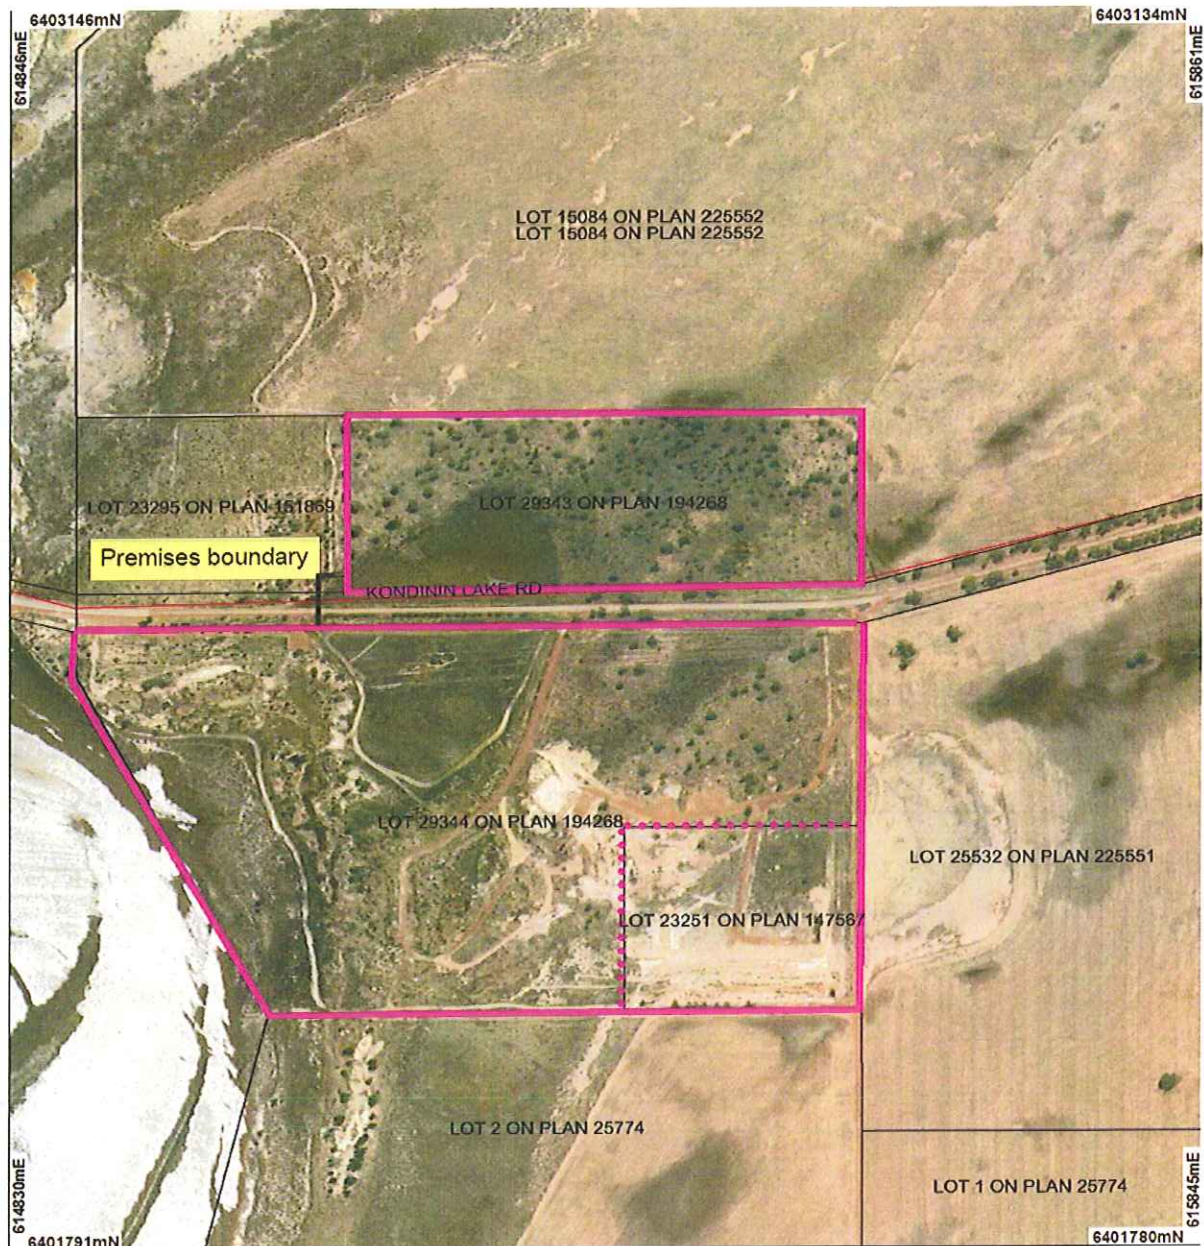 6403146mN
6403134mN
614846mE
615861mE
LOT 15084 ON PLAN 225552
LOT 15084 ON PLAN 225552
LOT 23295 ON PLAN 151869
LOT 29343 ON PLAN 194268
Premises boundary
KONDININ LAKE RD
LOT 29344 ON PLAN 194268
LOT 25532 ON PLAN 225551
LOT 23251 ON PLAN 147567
LOT 2 ON PLAN 25774
LOT 1 ON PLAN 25774
614830mE
615845mE
6401791mN
6401780mN